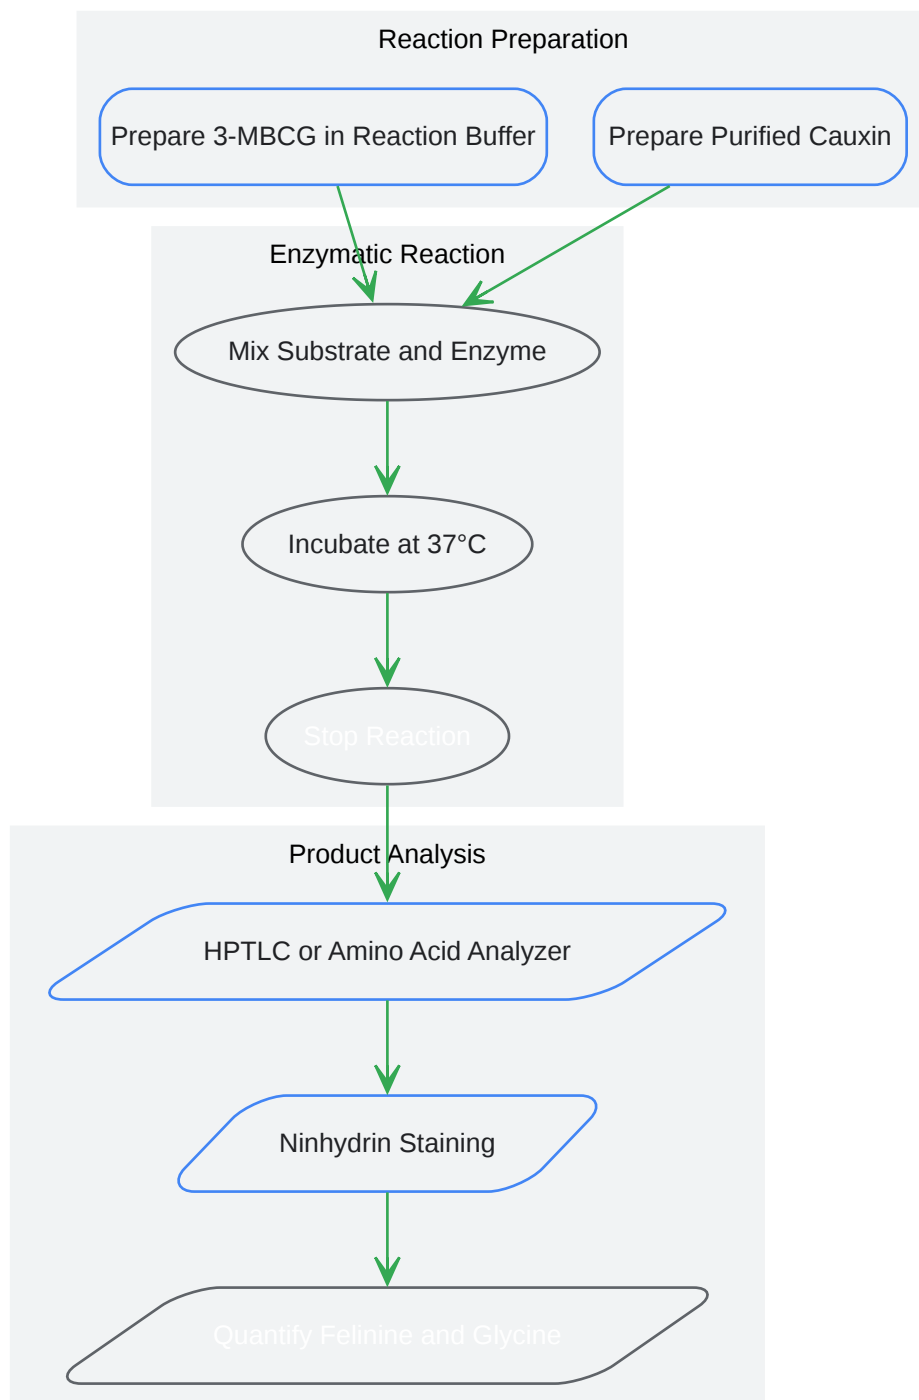 Reaction Preparation
Prepare 3-MBCG in Reaction Buffer
Prepare Purified Cauxin
Enzymatic Reaction
Mix Substrate and Enzyme
Incubate at 37°C
Stop Reaction
Product Analysis
HPTLC or Amino Acid Analyzer
Ninhydrin Staining
Quantify Felinine and Glycine